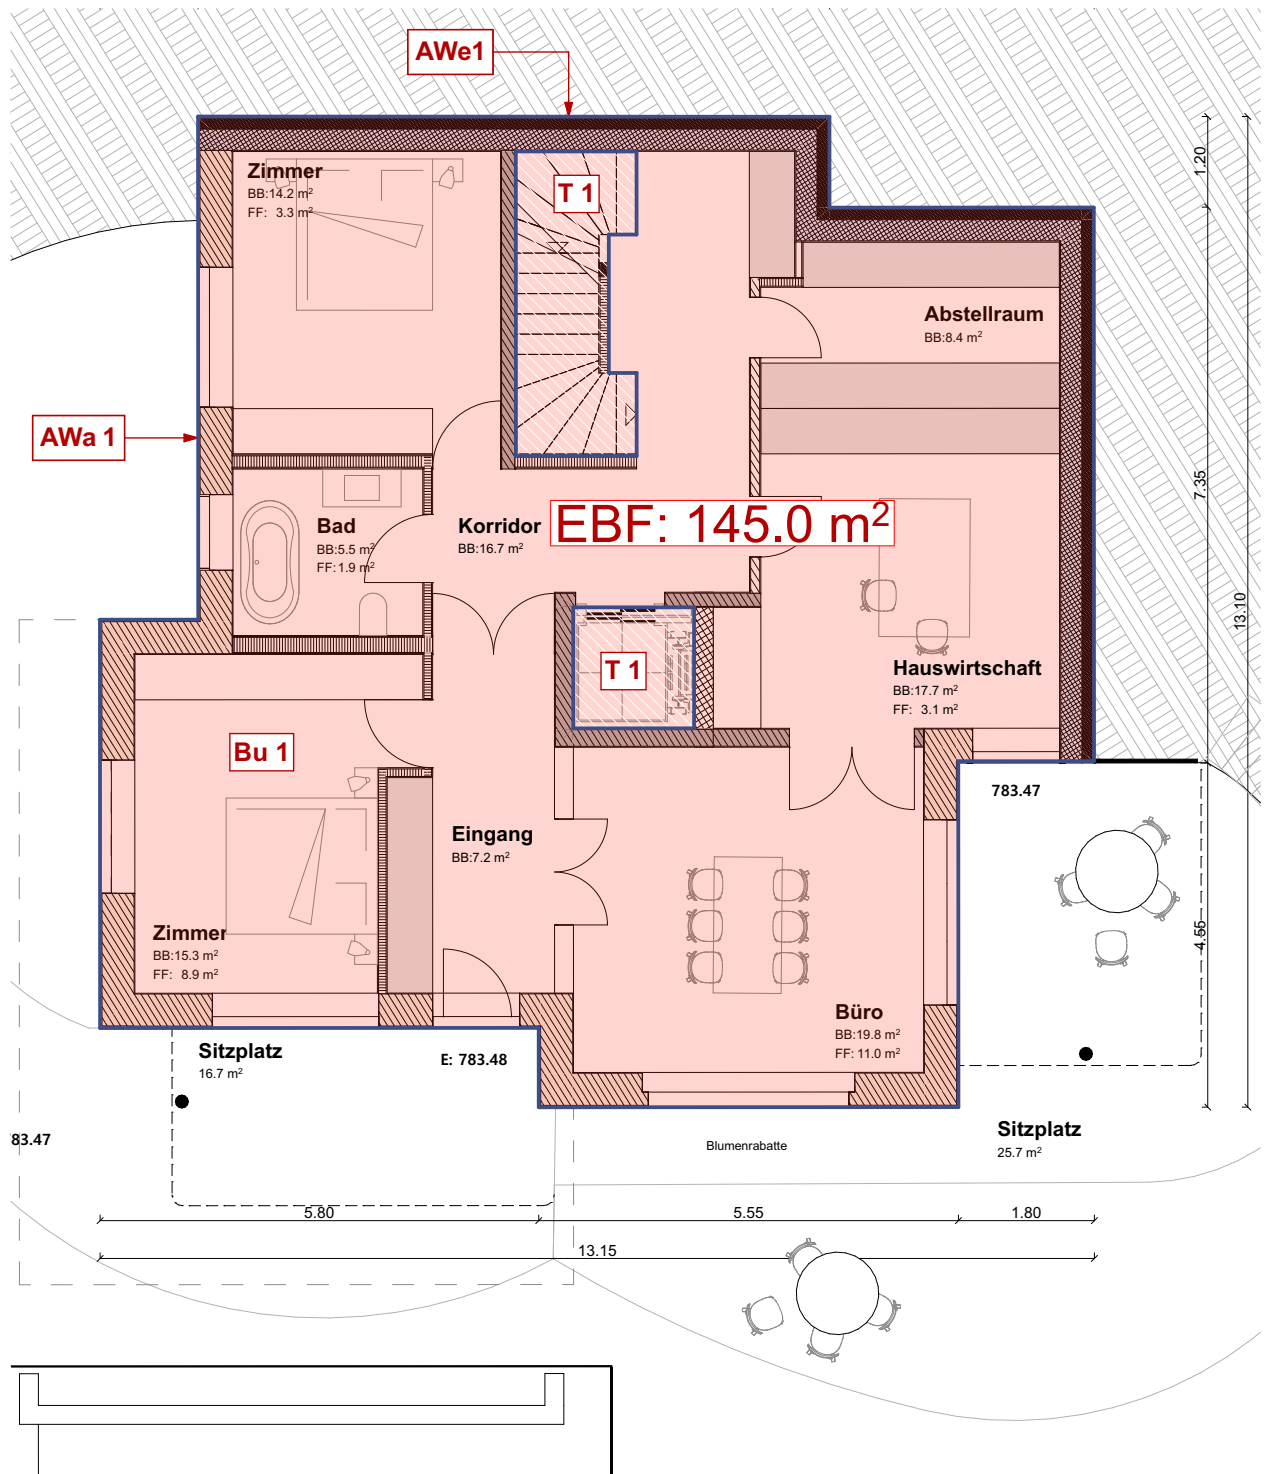 AWe1
1.20
Zimmer
BB:14.2 m²
FF: 3.3 m²
T 1
Abstellraum
BB:8.4 m²
AWa 1
7.35
Bad
BB:5.5 m²
FF:1.9 m²
Korridor
BB:16.7 m²
EBF: 145.0 m²
13.10
T 1
Hauswirtschaft
BB:17.7 m²
FF: 3.1 m²
Bu 1
783.47
Eingang
BB:7.2 m²
4.55
Zimmer
BB:15.3 m²
FF: 8.9 m²
Büro
BB:19.8 m²
FF: 11.0 m²
Sitzplatz
16.7 m²
E: 783.48
83.47
Blumenrabatte
Sitzplatz
25.7 m²
5.80
5.55
1.80
13.15